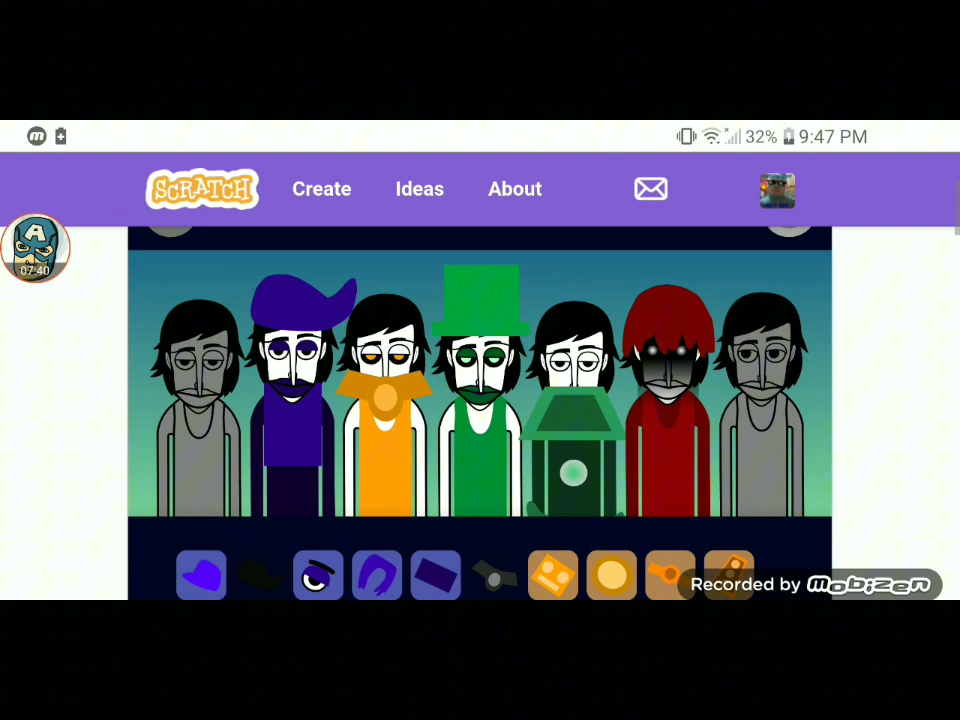 32% 9:47 PM
SCRATCH Create Ideas About
A
07:40
Recorded by mobizen